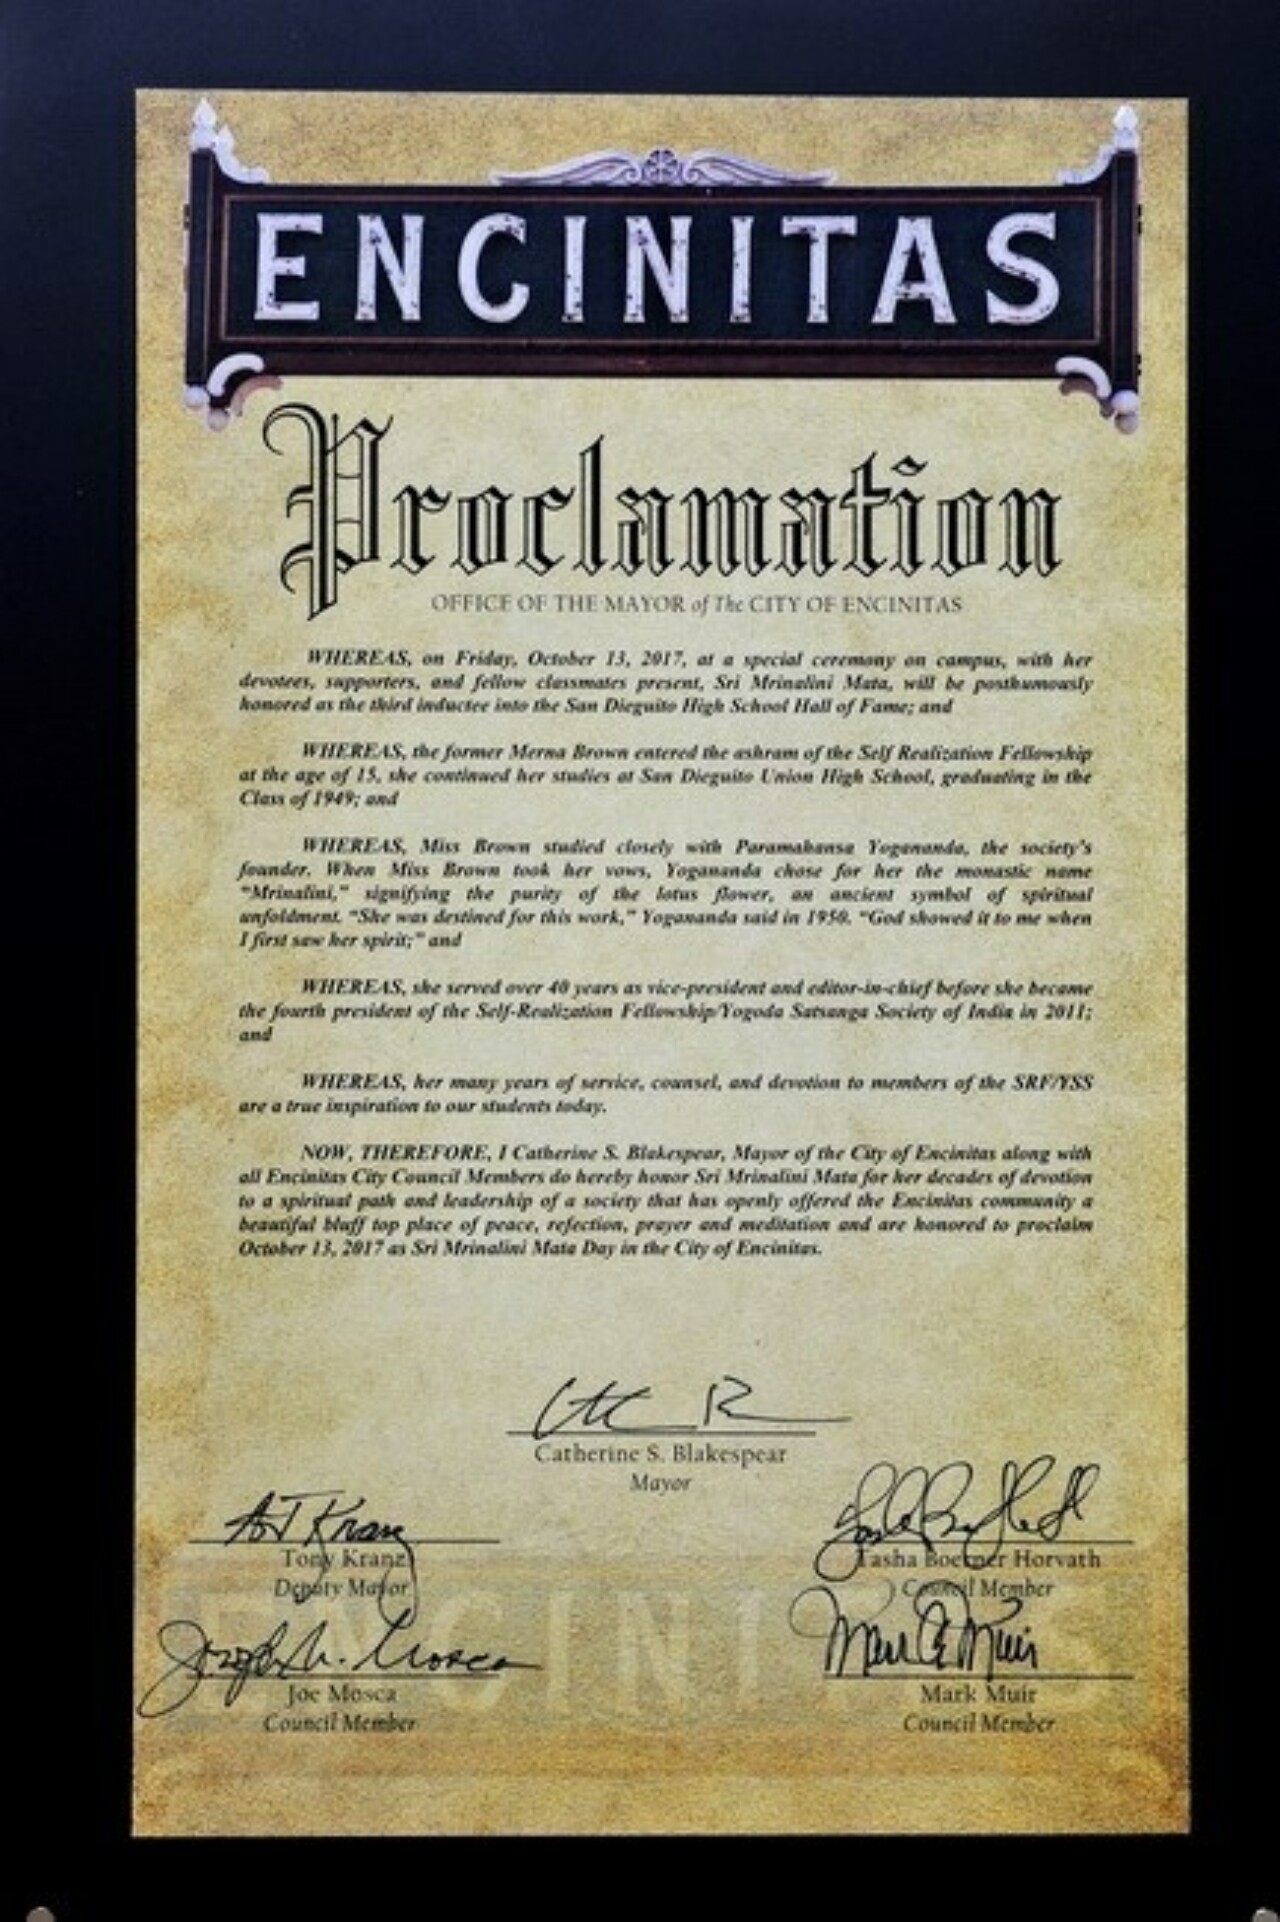 ENCINITAS
Proclamation
OFFICE OF THE MAYOR of The CITY OF ENCINITAS
WHEREAS, on Friday, October 13, 2017, at a special ceremony on campus, with her
devotees, supporters, and fellow classmates present, Sri Mrinalini Mata, will be posthumously
honored as the third inductee into the San Dieguito High School Hall of Fame; and
WHEREAS, the former Merna Brown entered the ashram of the Self Realization Fellowship
at the age of 15, she continued her studies at San Dieguito Union High School, graduating in the
Class of 1949; and
WHEREAS, Miss Brown studied closely with Paramahansa Yogananda, the society's
founder. When Miss Brown took her vows, Yogananda chose for her the monastic name
"Mrinalini," signifying the purity of the lotus flower, an ancient symbol of spiritual
unfoldment. "She was destined for this work," Yogananda said in 1950. "God showed it to me when
I first saw her spirit;" and
WHEREAS, she served over 40 years as vice-president and editor-in-chief before she became
the fourth president of the Self-Realization Fellowship/Yogoda Satsanga Society of India in 2011;
and
WHEREAS, her many years of service, counsel, and devotion to members of the SRF/YSS
are a true inspiration to our students today.
NOW, THEREFORE, I Catherine S. Blakespear, Mayor of the City of Encinitas along with
all Encinitas City Council Members do hereby honor Sri Mrinalini Mata for her decades of devotion
to a spiritual path and leadership of a society that has openly offered the Encinitas community a
beautiful bluff top place of peace, refection, prayer and meditation and are honored to proclaim
October 13, 2017 as Sri Mrinalini Mata Day in the City of Encinitas.
Catherine S. Blakespear
Mayor
Tony Kranz
Deputy Mayor
Tasha Boerner Horvath
Council Member
Joe Mosca
Council Member
Mark Muir
Council Member
ENCINITAS